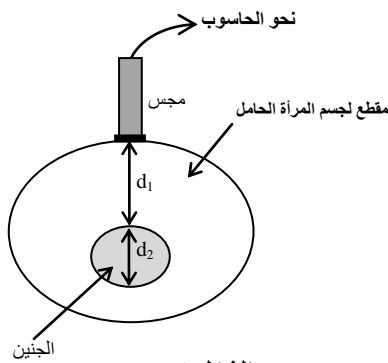 نحو الحاسوب
مجس
مقطع لجسم المرأة الحامل
d1
d2
الجنين